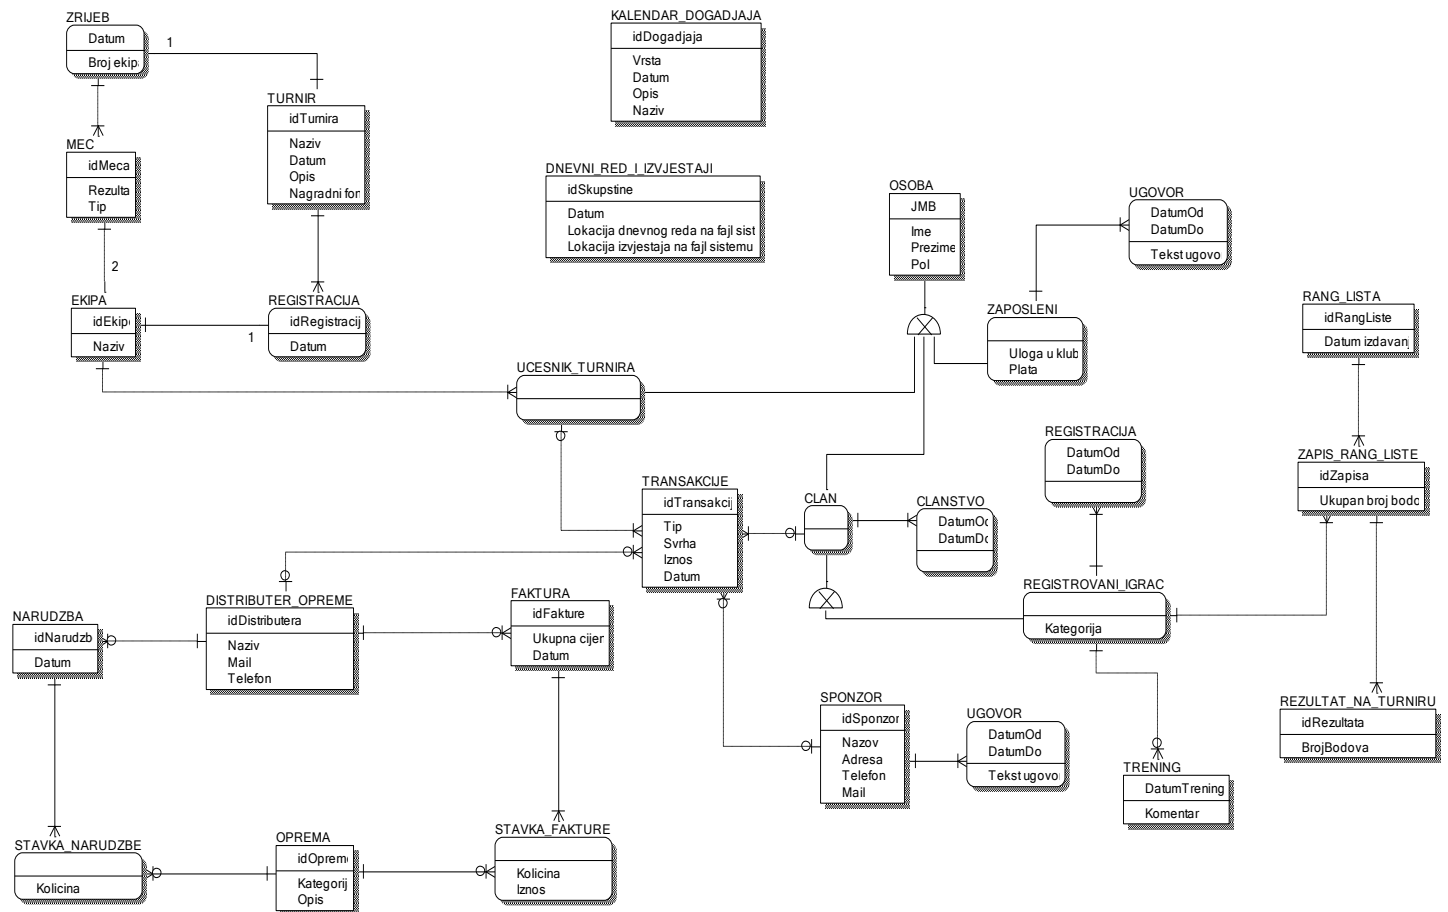 ZRIJEB
Datum
Broj ekip
1
TURNIR
idTurnira
Naziv
Datum
Opis
Nagradni fon
MEC
idMeca
Rezulta
Tip
2
EKIPA
idEkip
Naziv
REGISTRACIJA
idRegistracij
Datum
1
KALENDAR_DOGADJAJA
idDogadjaja
Vrsta
Datum
Opis
Naziv
DNEVNI_RED_I_IZVJESTAJI
idSkupstine
Datum
Lokacija dnevnog reda na fajl sist
Lokacija izvjestaja na fajl sistemu
OSOBA
JMB
Ime
Prezime
Pol
UGOVOR
DatumOd
DatumDo
Tekst ugovo
ZAPOSLENI
Uloga u klub
Plata
RANG_LISTA
idRangListe
Datum izdavanj
UCESNIK_TURNIRA
REGISTRACIJA
DatumOd
DatumDo
ZAPIS_RANG_LISTE
idZapisa
Ukupan broj bodo
TRANSAKCIJE
idTransakcij
Tip
Svrha
Iznos
Datum
CLAN
CLANSTVO
DatumOd
DatumDo
REGISTROVANI_IGRAC
Kategorija
NARUDZBA
idNarudzb
Datum
DISTRIBUTER_OPREME
idDistributera
Naziv
Mail
Telefon
FAKTURA
idFakture
Ukupna cijen
Datum
SPONZOR
idSponzor
Nazov
Adresa
Telefon
Mail
UGOVOR
DatumOd
DatumDo
Tekst ugovo
REZULTAT_NA_TURNIRU
idRezultata
BrojBodova
TRENING
DatumTrening
Komentar
STAVKA_NARUDZBE
Kolicina
OPREMA
idOprem
Kategorij
Opis
STAVKA_FAKTURE
Kolicina
Iznos